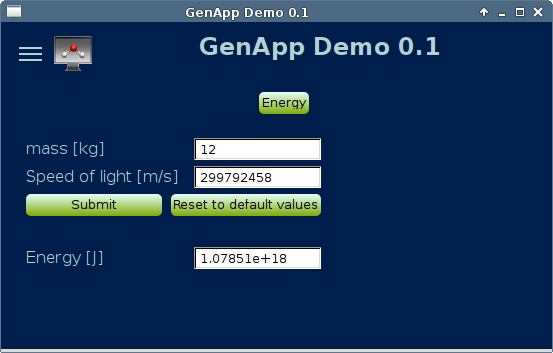 GenApp Demo 0.1
GenApp Demo 0.1
Energy
mass [kg] 12
Speed of light [m/s] 299792458
Submit Reset to default values
Energy [J] 1.07851e+18